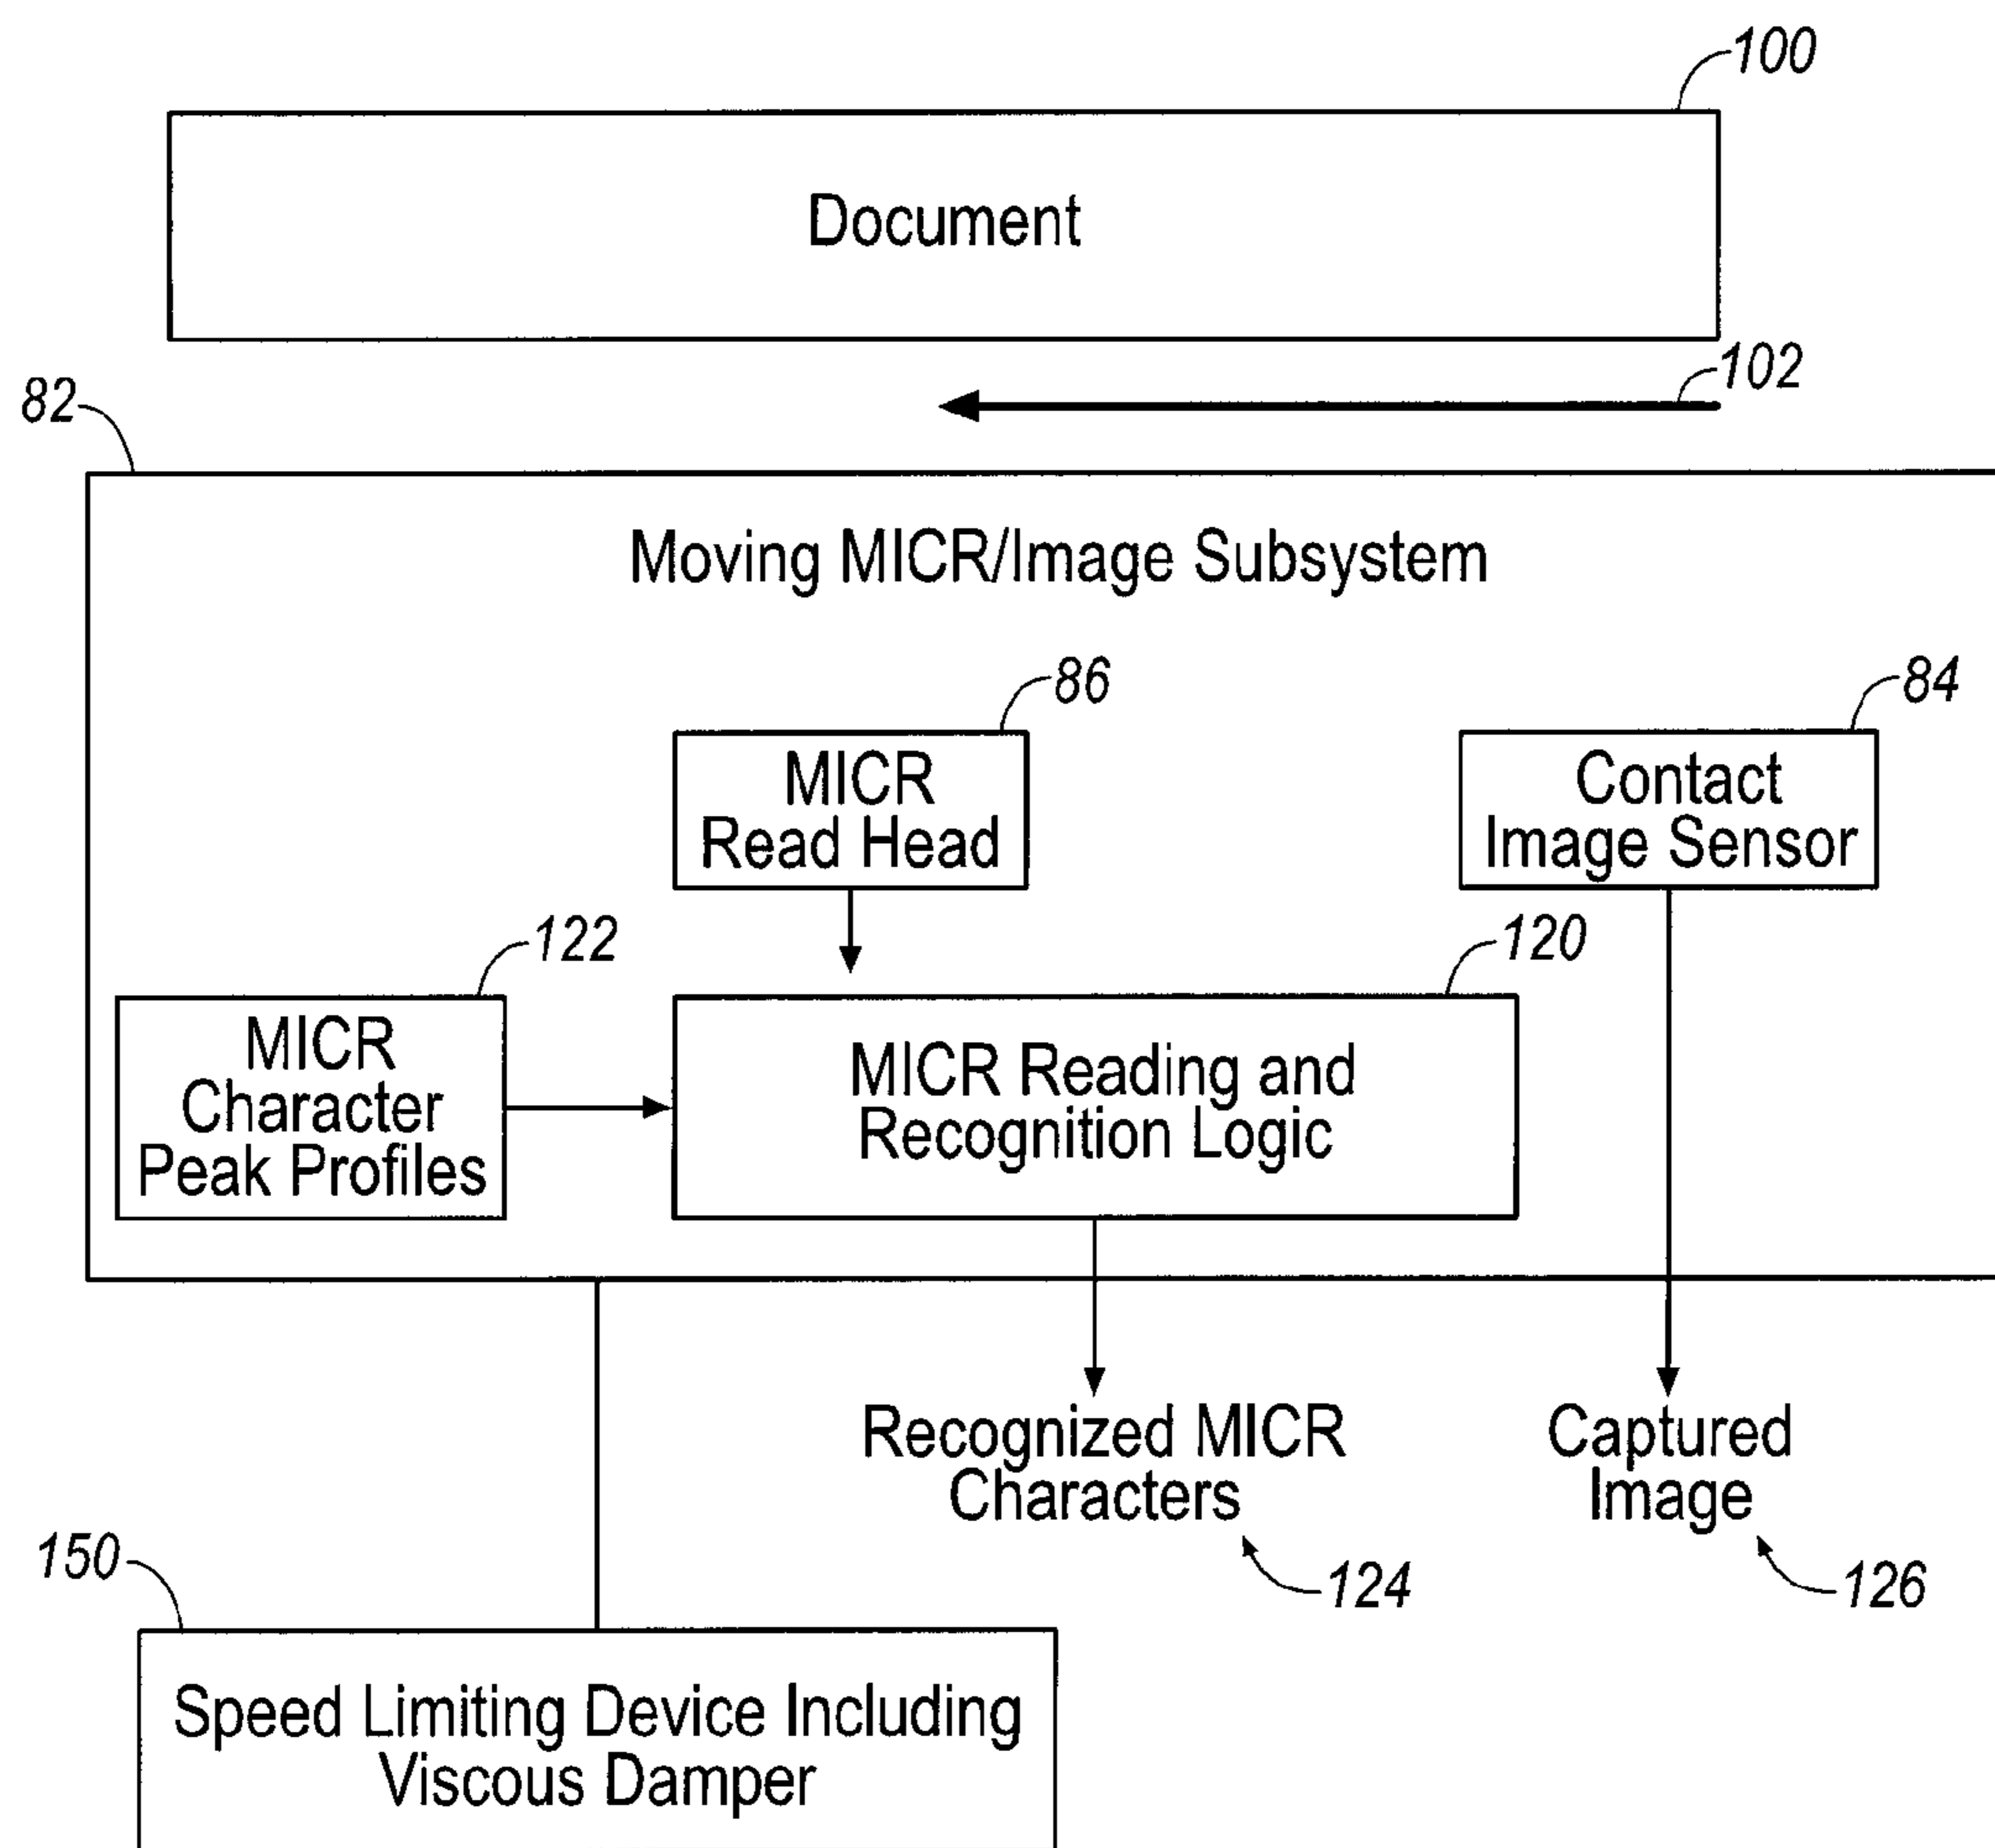 100
Document
102
82
Moving MICR/Image Subsystem
86
84
MICR
Read Head
Contact
Image Sensor
122
120
MICR
Character
Peak Profiles
MICR Reading and
Recognition Logic
Recognized MICR
Characters
Captured
Image
124
126
150
Speed Limiting Device Including
Viscous Damper